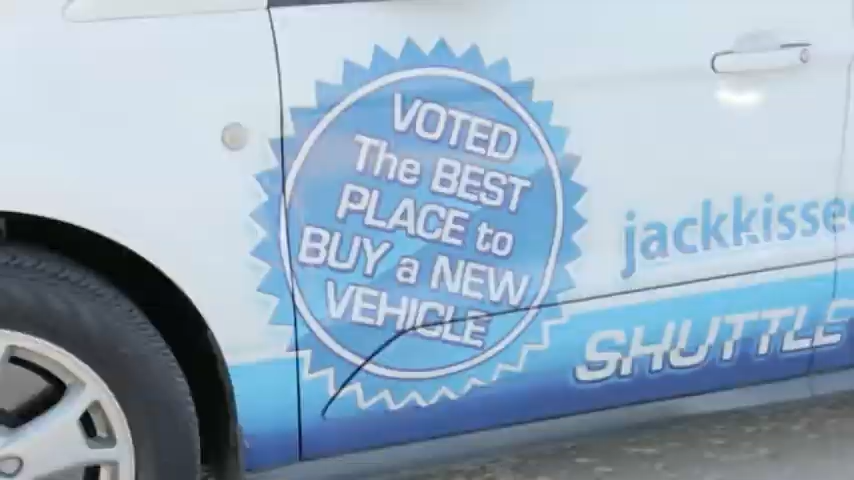 VOTED
The BEST
PLACE to
BUY a NEW
VEHICLE
jackkisse
SHUTTLE